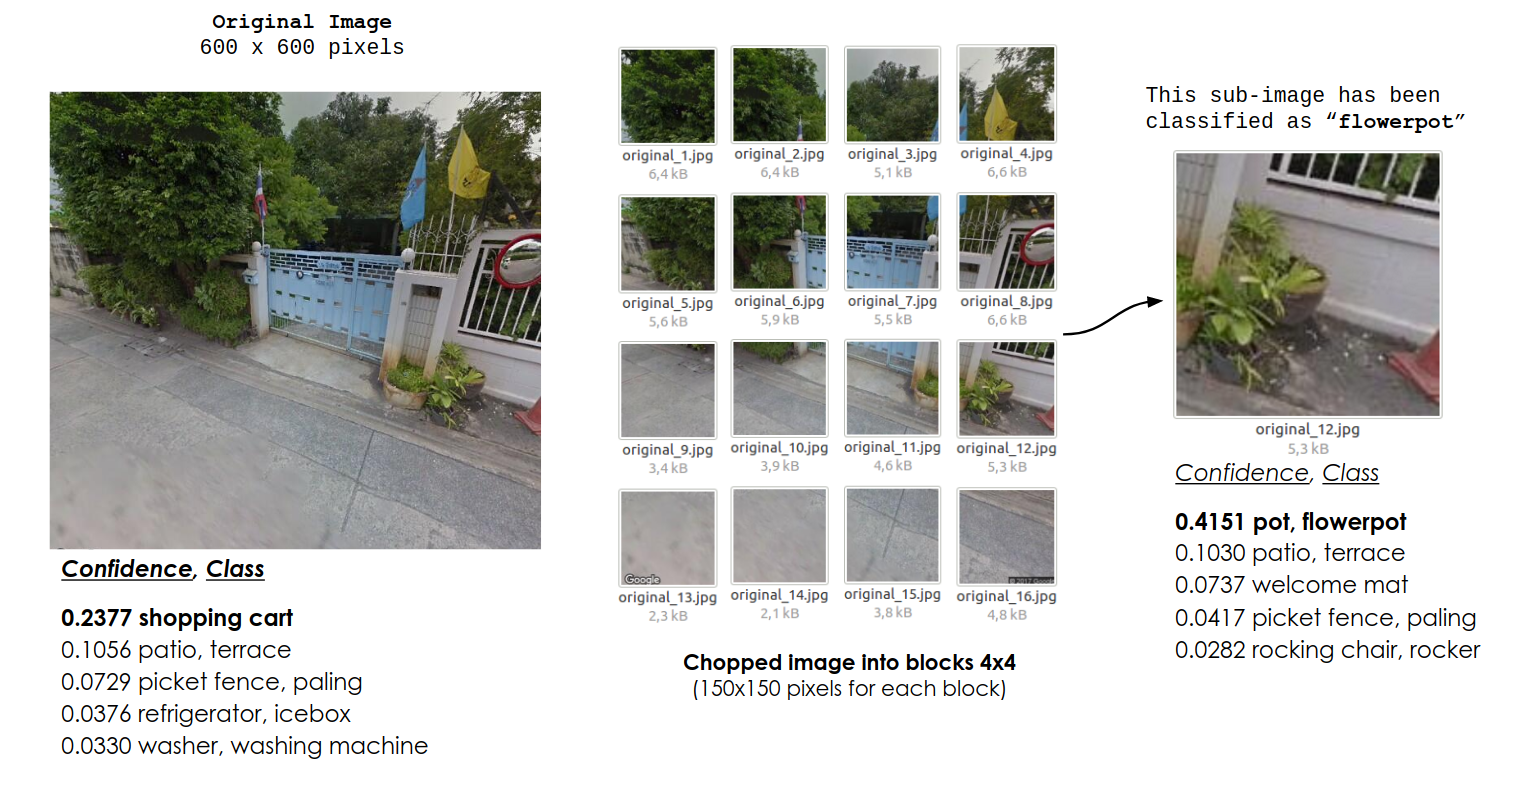 Original Image
600 x 600 pixels
Confidence, Class
0.2377 shopping cart
0.1056 patio, terrace
0.0729 picket fence, paling
0.0376 refrigerator, icebox
0.0330 washer, washing machine
original_1.jpg
6,4 kB
original_2.jpg
6,4 kB
original_3.jpg
5,1 kB
original_4.jpg
6,6 kB
original_5.jpg
5,6 kB
original_6.jpg
5,9 kB
original_7.jpg
5,5 kB
original_8.jpg
6,6 kB
original_9.jpg
3,4 kB
original_10.jpg
3,9 kB
original_11.jpg
4,6 kB
original_12.jpg
5,3 kB
Google
original_13.jpg
2,3 kB
original_14.jpg
2,1 kB
original_15.jpg
3,8 kB
© 2017 Google
original_16.jpg
4,8 kB
Chopped image into blocks 4x4
(150x150 pixels for each block)
This sub-image has been
classified as “flowerpot”
original_12.jpg
5,3 kB
Confidence, Class
0.4151 pot, flowerpot
0.1030 patio, terrace
0.0737 welcome mat
0.0417 picket fence, paling
0.0282 rocking chair, rocker